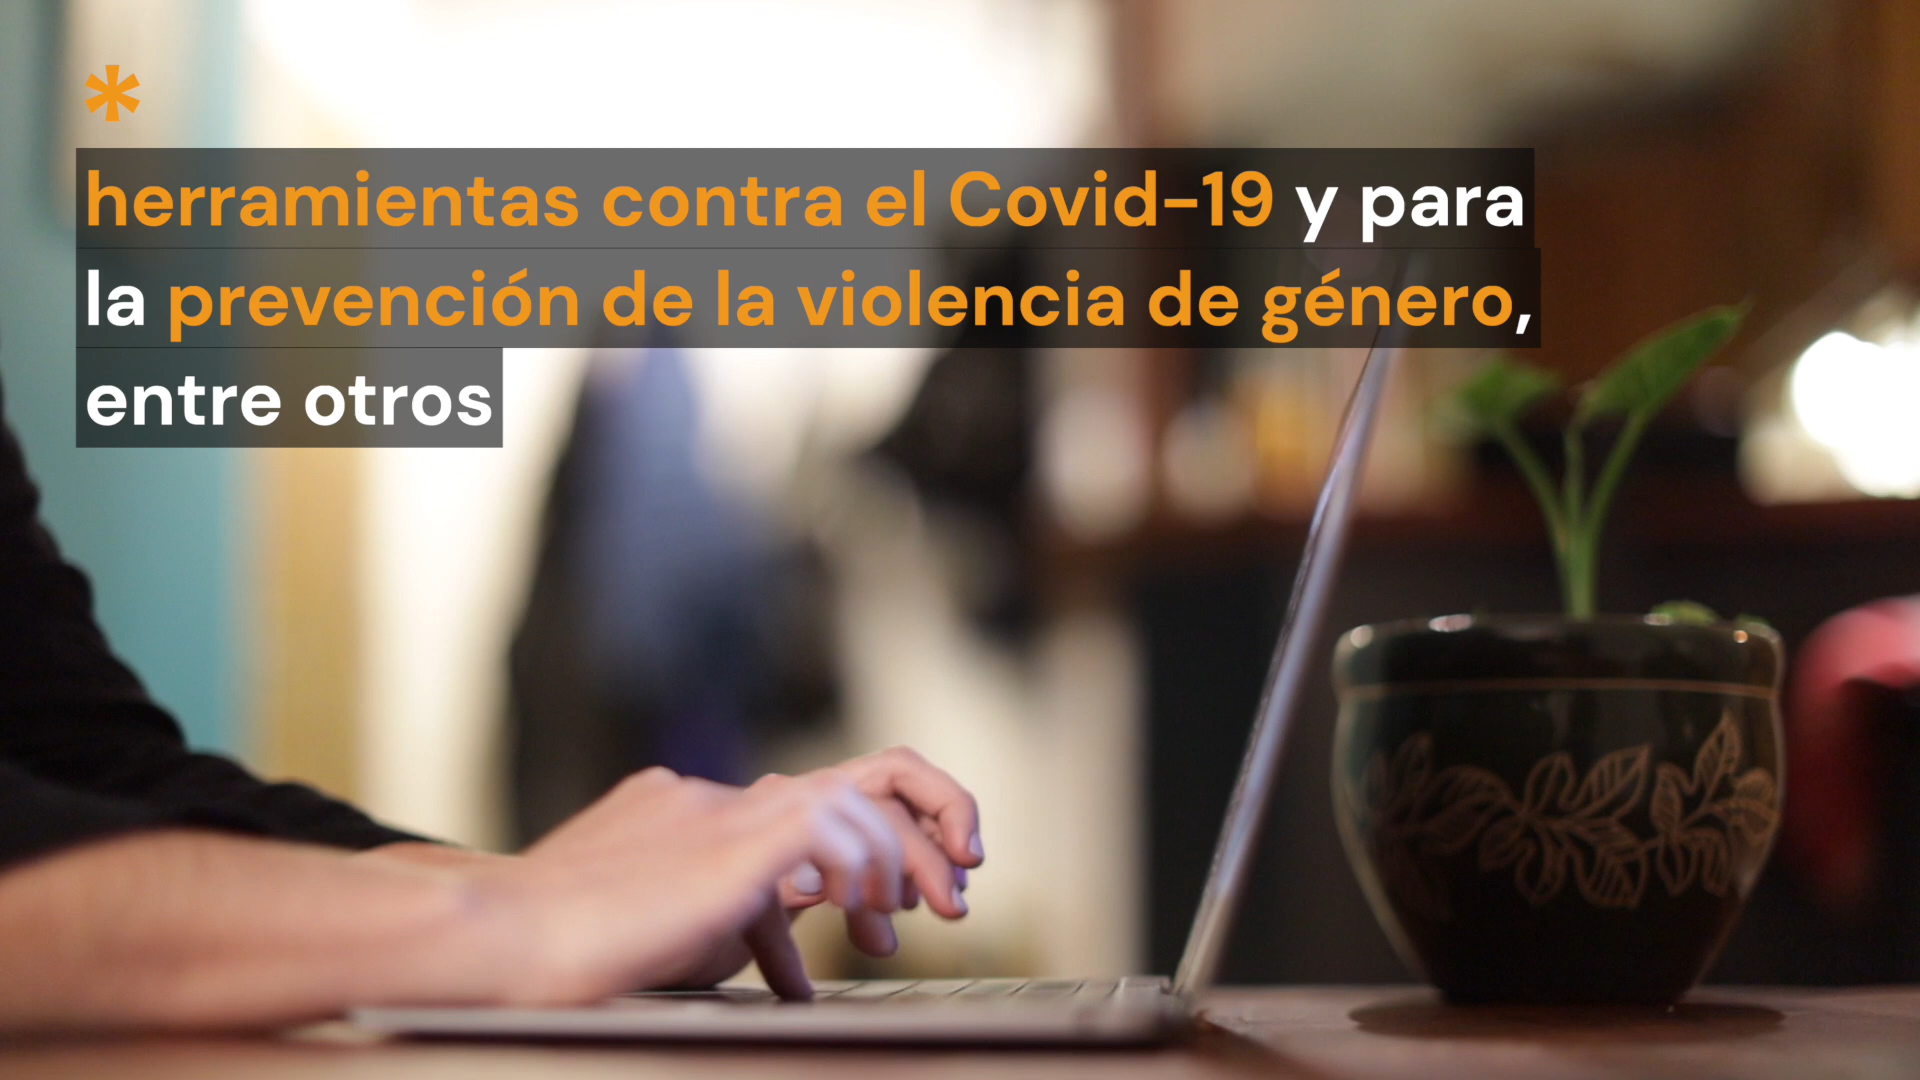 *
herramientas contra el Covid-19 y para
la prevención de la violencia de género,
entre otros